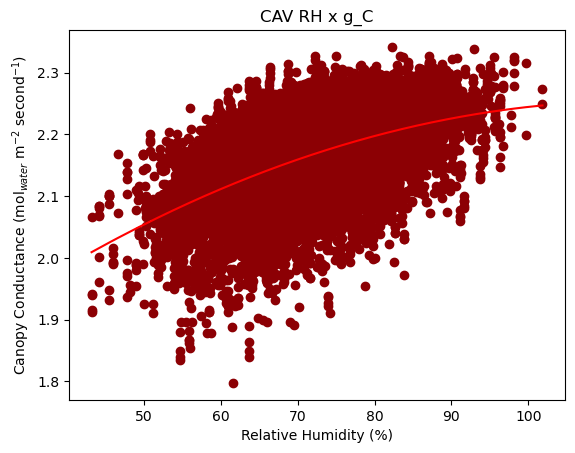 CAV RH x g_C
Canopy Conductance (mol_water m⁻² second⁻¹)
2.3
2.2
2.1
2.0
1.9
1.8
50 60 70 80 90 100
Relative Humidity (%)